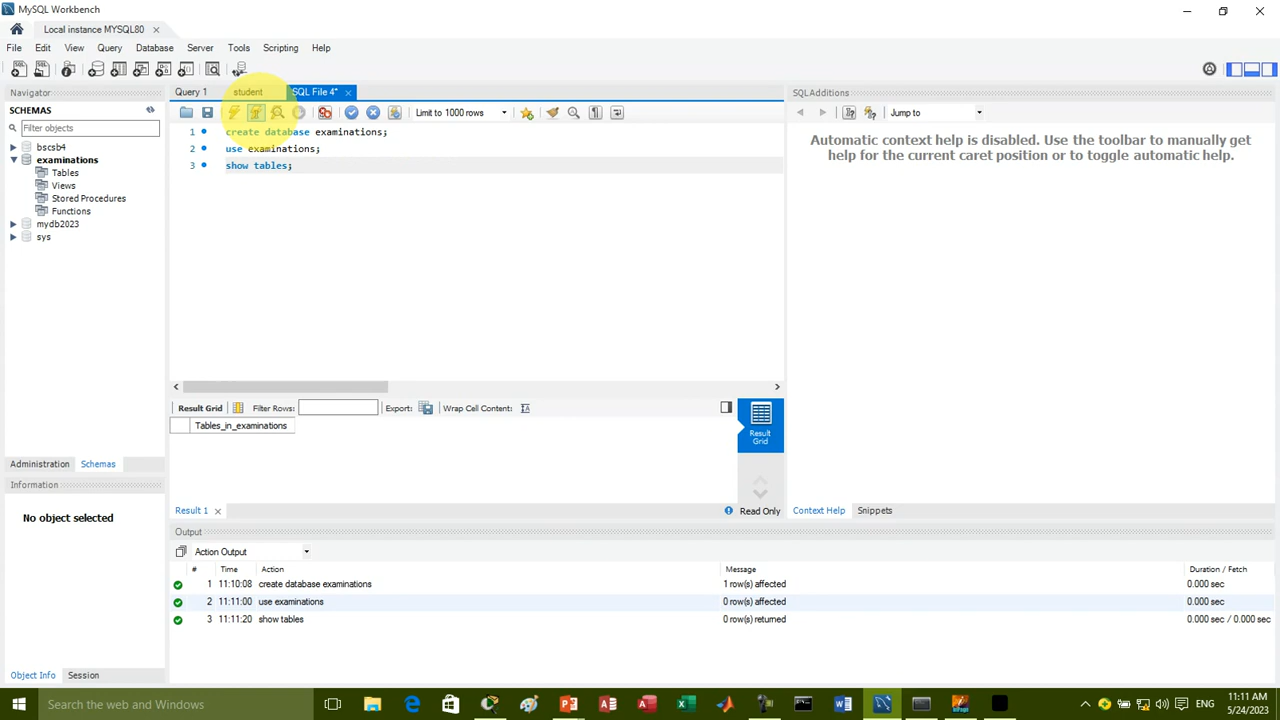 MySQL Workbench
Local instance MYSQL80
File Edit View Query Database Server Tools Scripting Help
Navigator
SCHEMAS
Filter objects
bscsb4
examinations
Tables
Views
Stored Procedures
Functions
mydb2023
sys
Administration Schemas
Information
No object selected
Object Info Session
Query 1 student SQL File 4*
Limit to 1000 rows
1 create database examinations;
2 use examinations;
3 show tables;
Result Grid Filter Rows: Export: Wrap Cell Content:
Tables_in_examinations
Result
Grid
Result 1 Read Only
SQLAdditions
Jump to
Automatic context help is disabled. Use the toolbar to manually get
help for the current caret position or to toggle automatic help.
Context Help Snippets
Output
Action Output
# Time Action Message Duration / Fetch
1 11:10:08 create database examinations 1 row(s) affected 0.000 sec
2 11:11:00 use examinations 0 row(s) affected 0.000 sec
3 11:11:20 show tables 0 row(s) returned 0.000 sec / 0.000 sec
Search the web and Windows
ENG
11:11 AM
5/24/2023